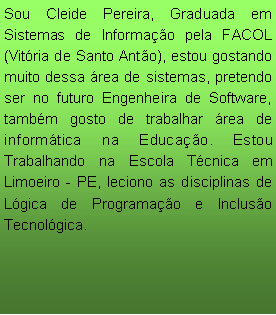 Sou Cleide Pereira, Graduada em
Sistemas de Informação pela FACOL
(Vitória de Santo Antão), estou gostando
muito dessa área de sistemas, pretendo
ser no futuro Engenheira de Software,
também gosto de trabalhar área de
informática na Educação. Estou
Trabalhando na Escola Técnica em
Limoeiro - PE, leciono as disciplinas de
Lógica de Programação e Inclusão
Tecnológica.